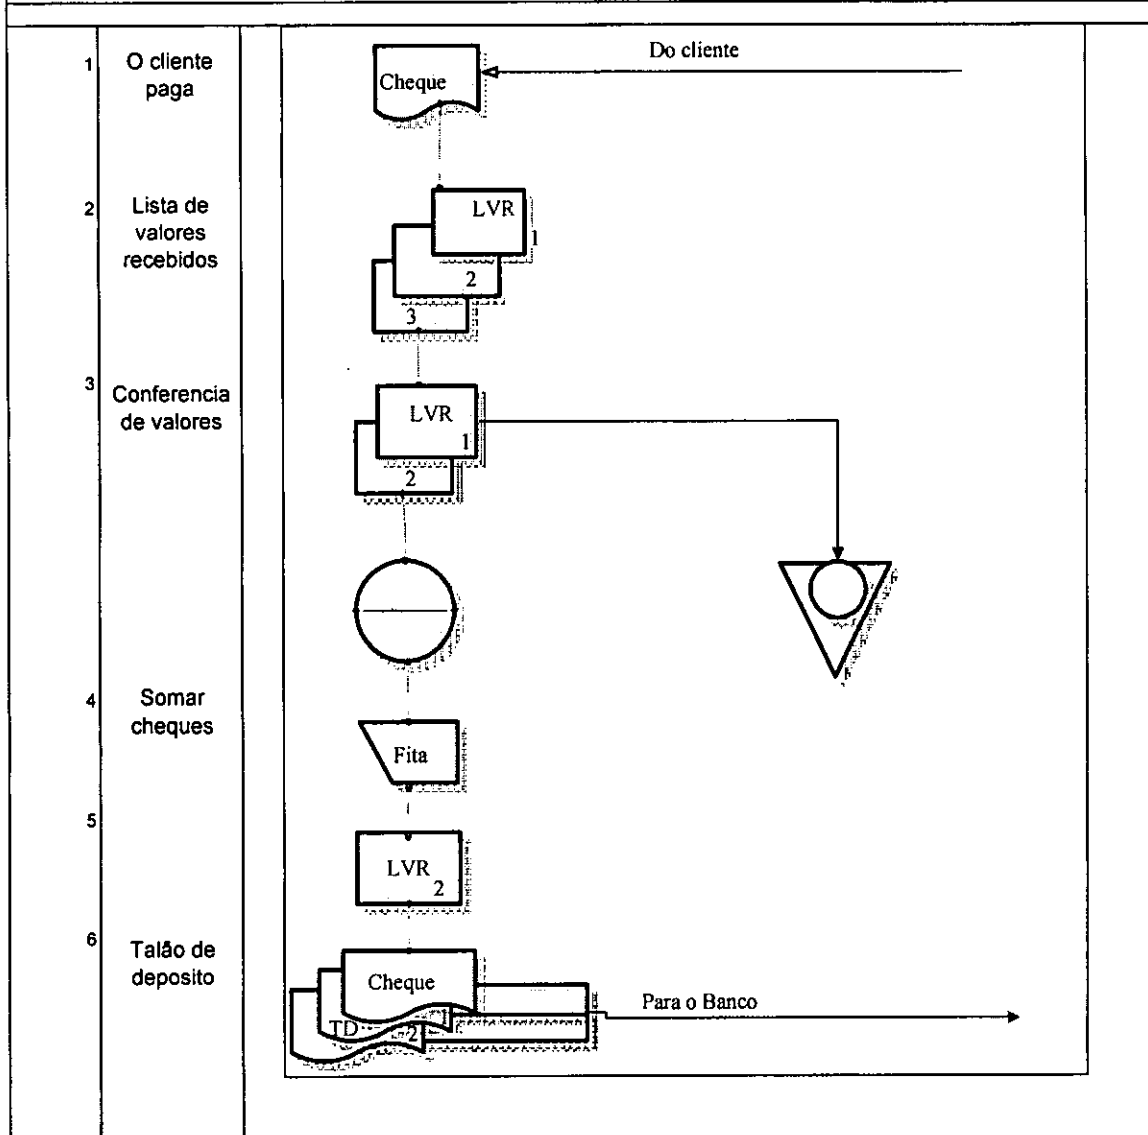 1
O cliente
paga
Cheque
Do cliente
2
Lista de
valores
recebidos
LVR
1
2
3
3
Conferencia
de valores
LVR
1
2
4
Somar
cheques
Fita
5
LVR
2
6
Talão de
deposito
Cheque
TD
1
2
Para o Banco